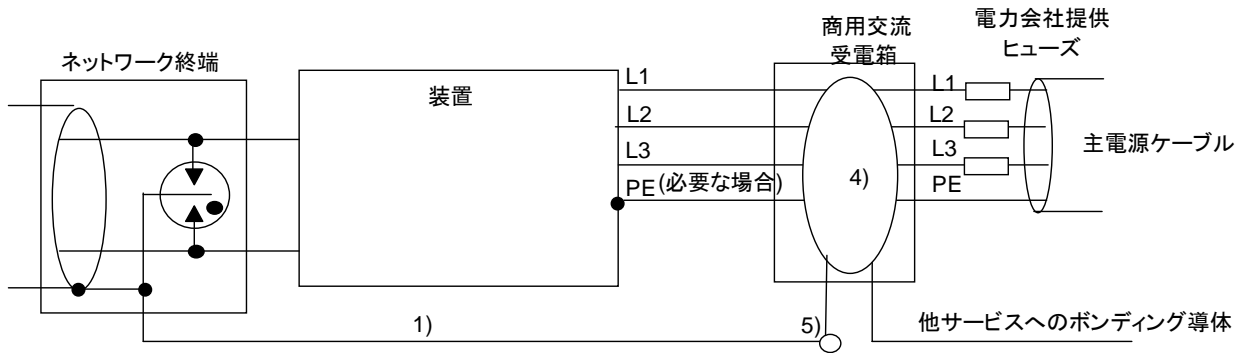 商用交流
受電箱
電力会社提供
ヒューズ
ネットワーク終端
装置
L1
L1
L2
L2
主電源ケーブル
L3
L3
4)
PE(必要な場合)
PE
1)
5)
他サービスへのボンディング導体